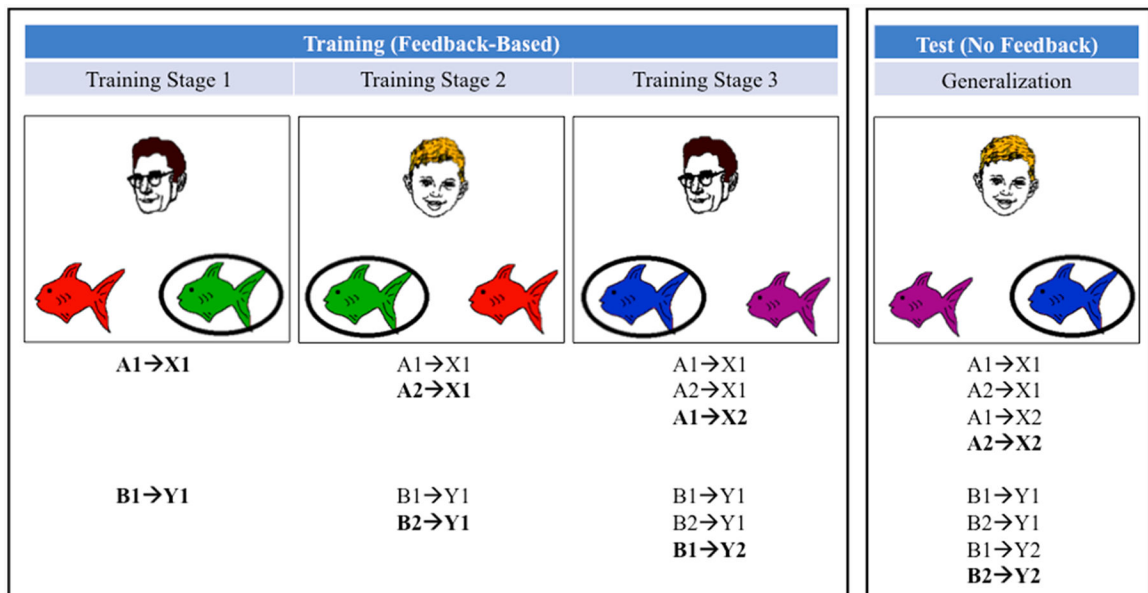 Training (Feedback-Based)
Training Stage 1
Training Stage 2
Training Stage 3
A1→X1
A1→X1
A2→X1
A1→X1
A2→X1
A1→X2
B1→Y1
B1→Y1
B2→Y1
B1→Y1
B2→Y1
B1→Y2
Test (No Feedback)
Generalization
A1→X1
A2→X1
A1→X2
A2→X2
B1→Y1
B2→Y1
B1→Y2
B2→Y2